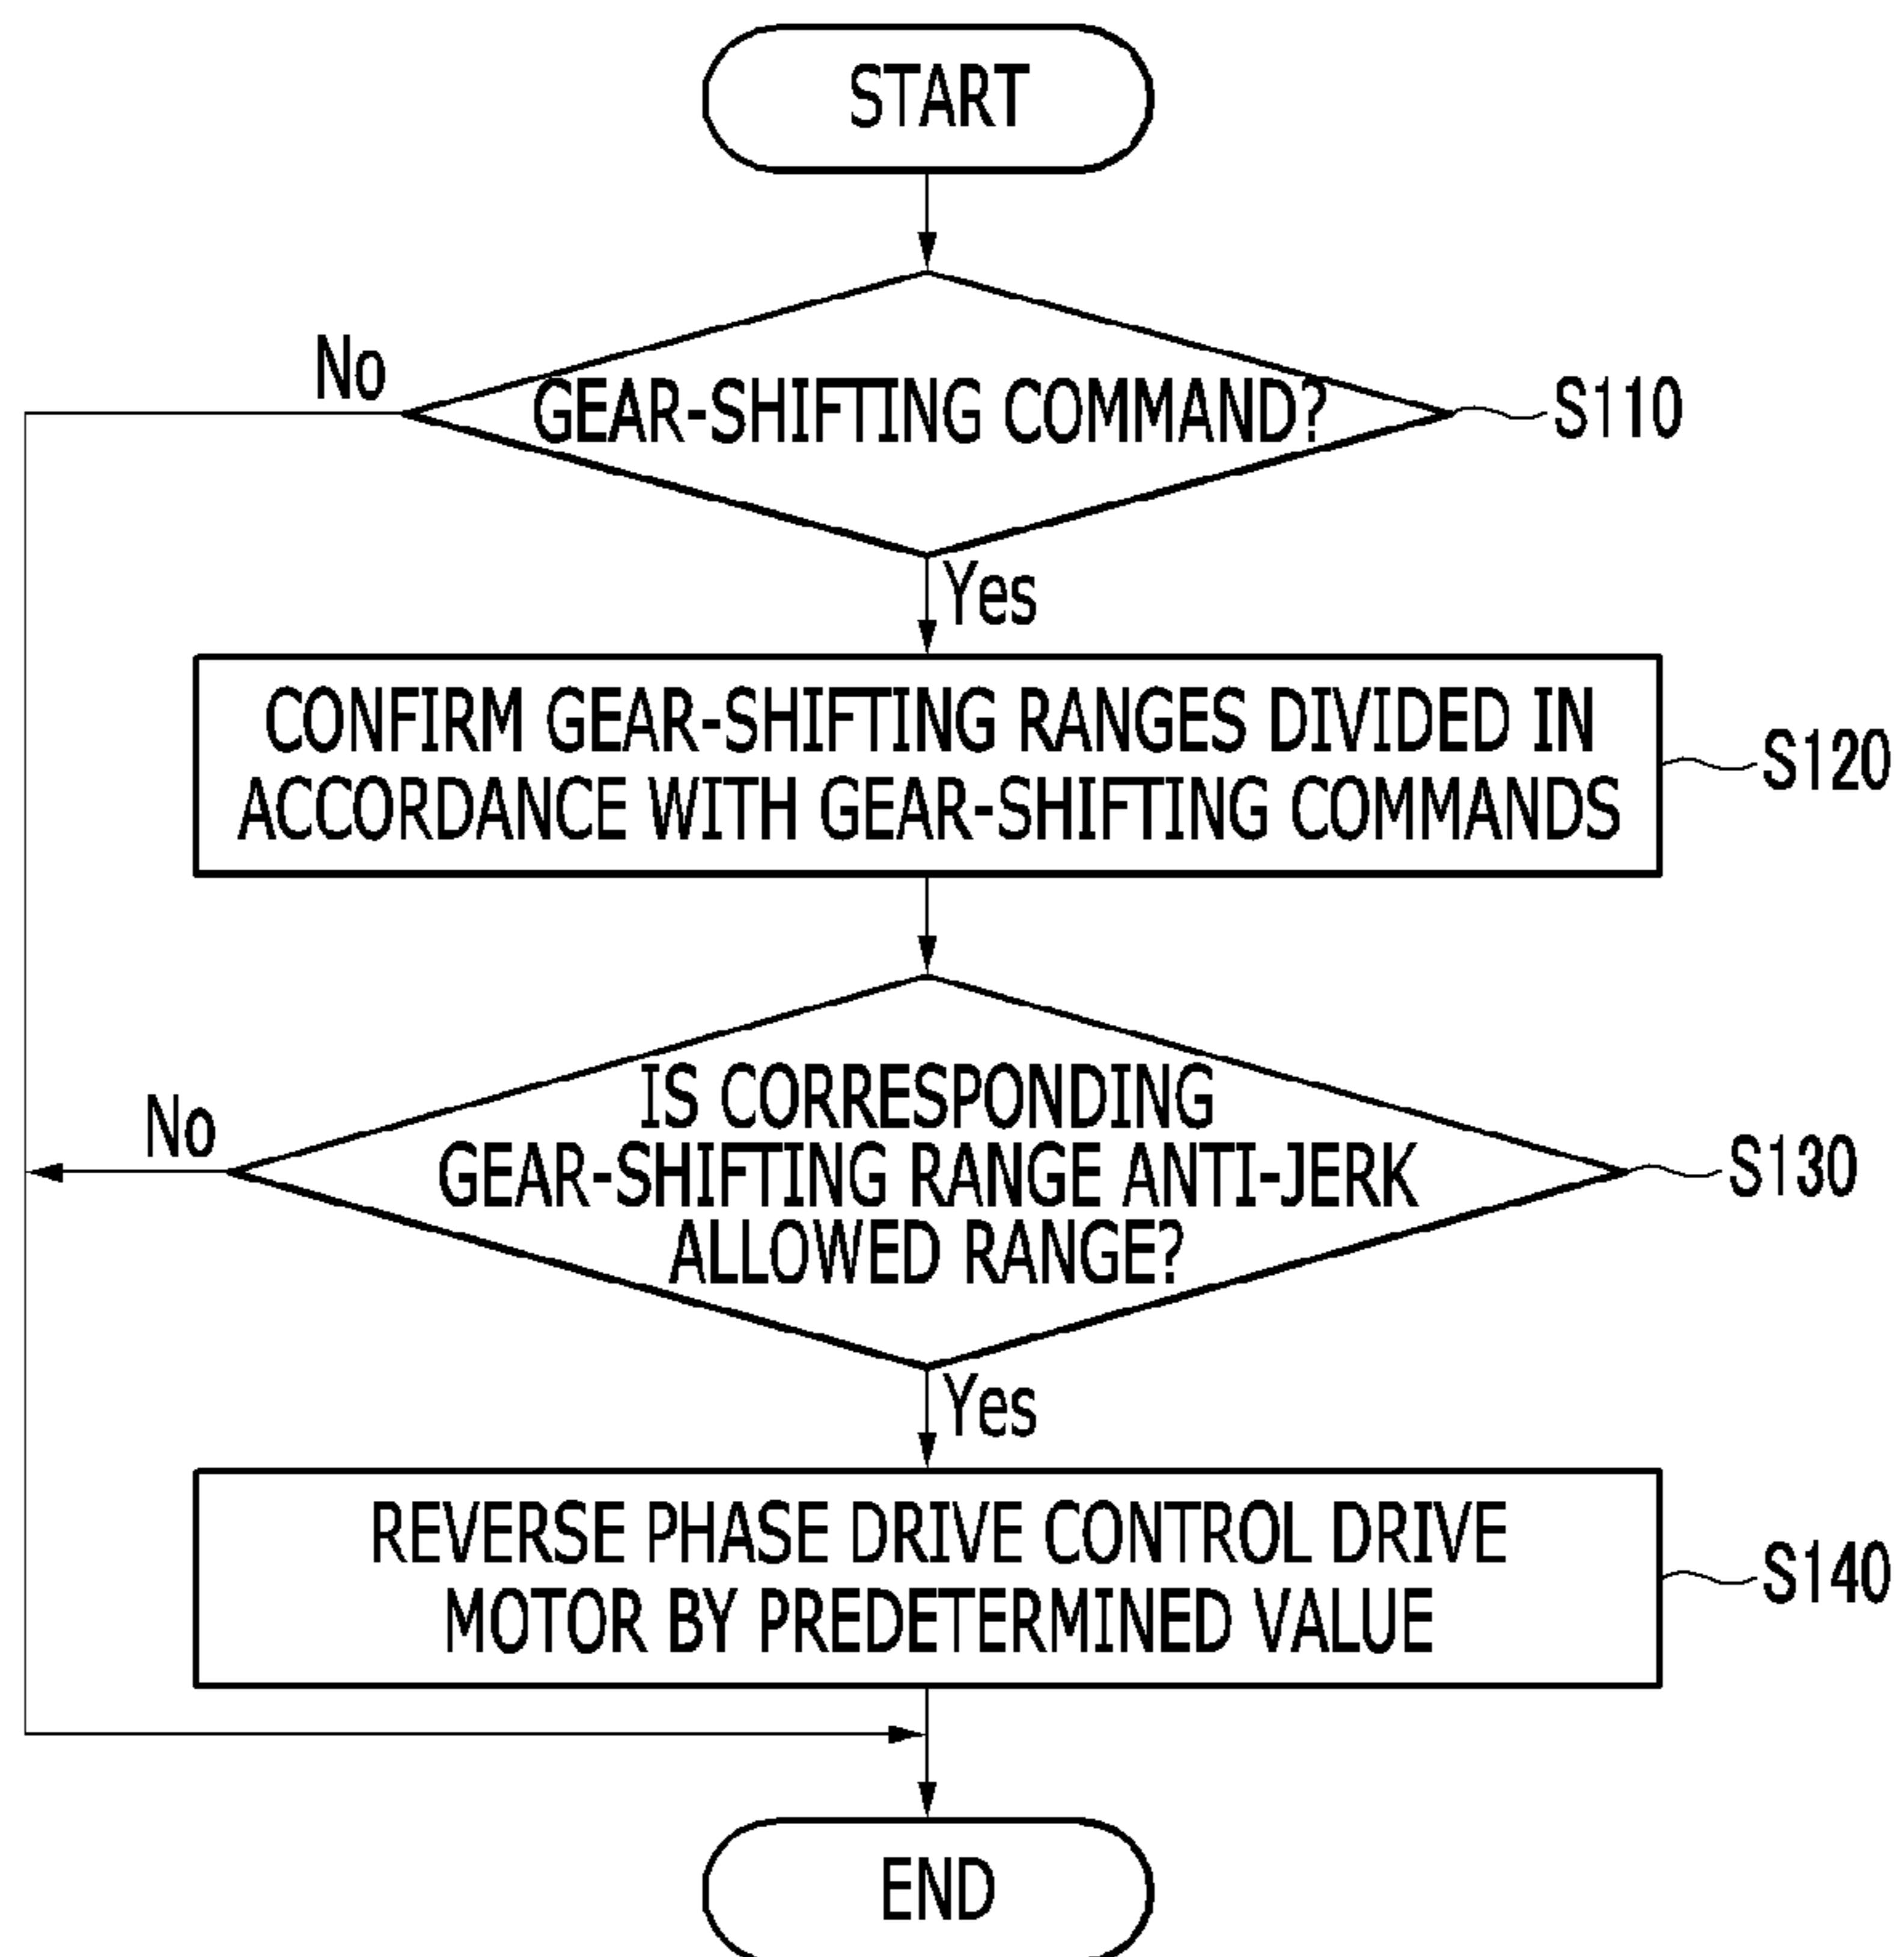 START
No
GEAR-SHIFTING COMMAND?
S110
Yes
CONFIRM GEAR-SHIFTING RANGES DIVIDED IN
ACCORDANCE WITH GEAR-SHIFTING COMMANDS
S120
No
IS CORRESPONDING
GEAR-SHIFTING RANGE ANTI-JERK
ALLOWED RANGE?
S130
Yes
REVERSE PHASE DRIVE CONTROL DRIVE
MOTOR BY PREDETERMINED VALUE
S140
END